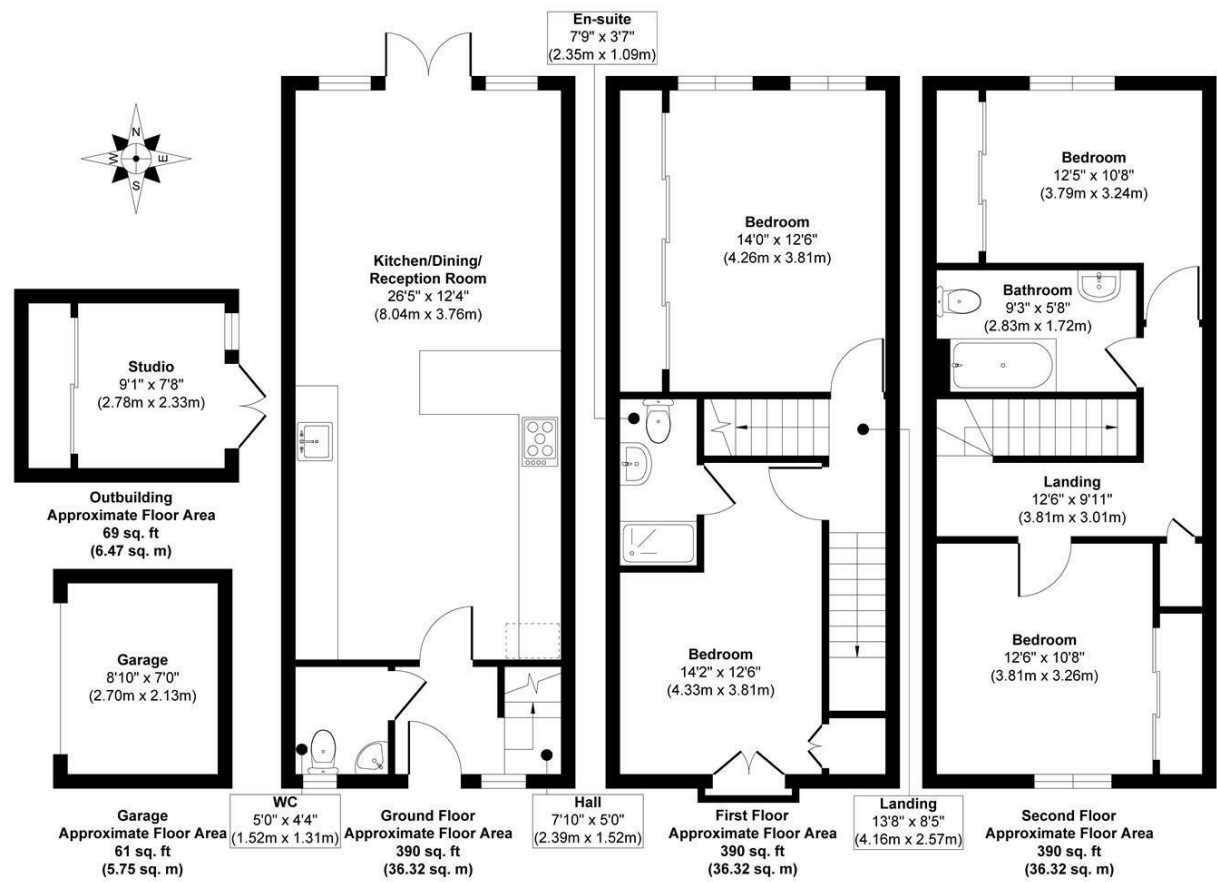 En-suite
7'9" x 3'7"
(2.35m x 1.09m)
N
W
E
S
Kitchen/Dining/
Reception Room
26'5" x 12'4"
(8.04m x 3.76m)
Bedroom
14'0" x 12'6"
(4.26m x 3.81m)
Bedroom
12'5" x 10'8"
(3.79m x 3.24m)
Bathroom
9'3" x 5'8"
(2.83m x 1.72m)
Studio
9'1" x 7'8"
(2.78m x 2.33m)
Outbuilding
Approximate Floor Area
69 sq. ft
(6.47 sq. m)
Landing
12'6" x 9'11"
(3.81m x 3.01m)
Garage
8'10" x 7'0"
(2.70m x 2.13m)
Bedroom
14'2" x 12'6"
(4.33m x 3.81m)
Bedroom
12'6" x 10'8"
(3.81m x 3.26m)
Garage
Approximate Floor Area
61 sq. ft
(5.75 sq. m)
WC
5'0" x 4'4"
(1.52m x 1.31m)
Ground Floor
Approximate Floor Area
390 sq. ft
(36.32 sq. m)
Hall
7'10" x 5'0"
(2.39m x 1.52m)
First Floor
Approximate Floor Area
390 sq. ft
(36.32 sq. m)
Landing
13'8" x 8'5"
(4.16m x 2.57m)
Second Floor
Approximate Floor Area
390 sq. ft
(36.32 sq. m)